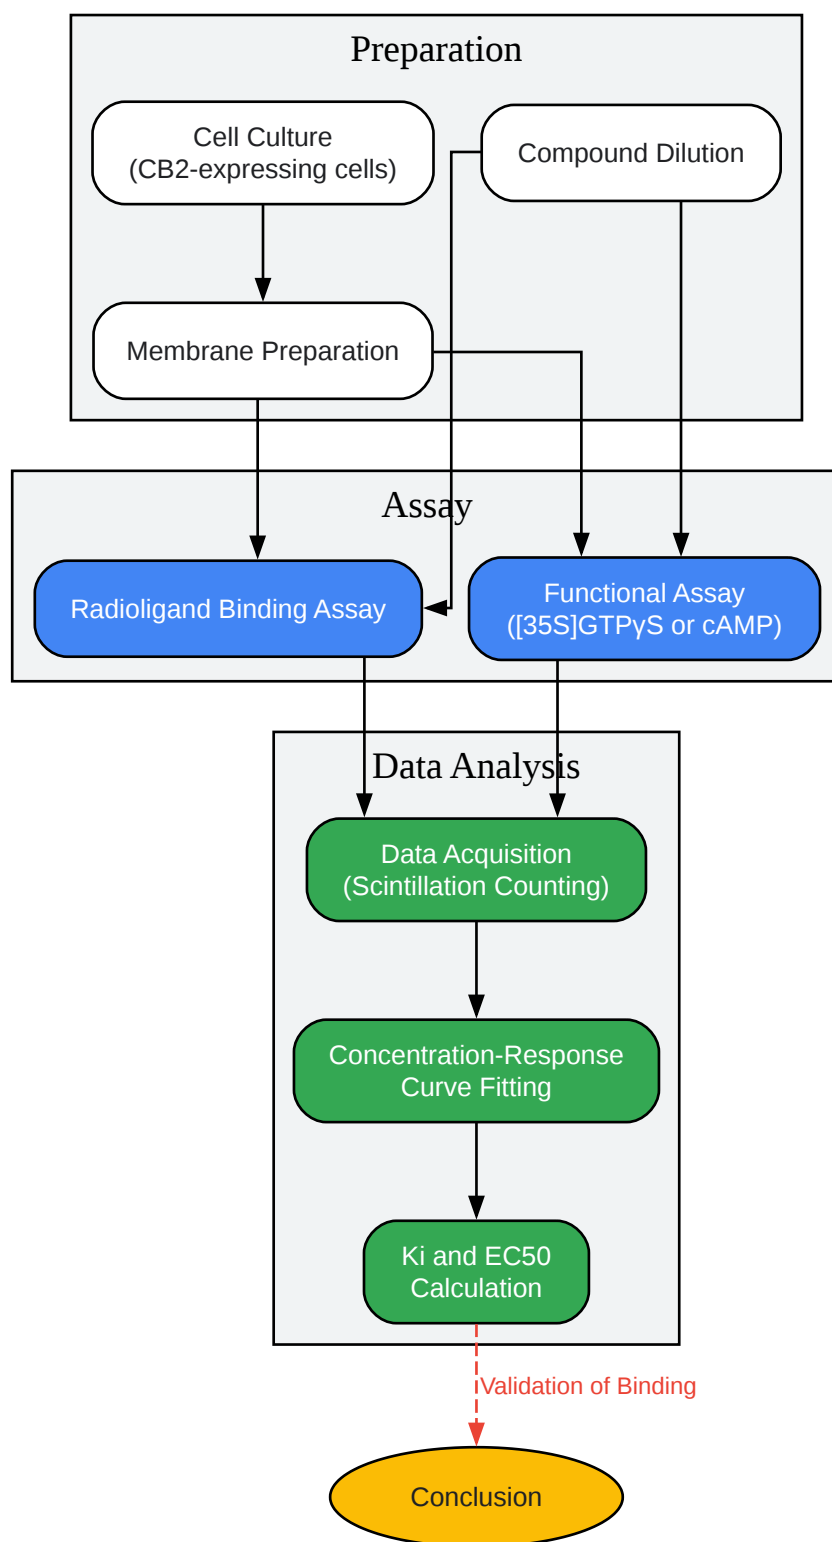 Preparation
Cell Culture
(CB2-expressing cells)
Compound Dilution
Membrane Preparation
Assay
Radioligand Binding Assay
Functional Assay
([35S]GTPγS or cAMP)
Data Analysis
Data Acquisition
(Scintillation Counting)
Concentration-Response
Curve Fitting
Ki and EC50
Calculation
Validation of Binding
Conclusion